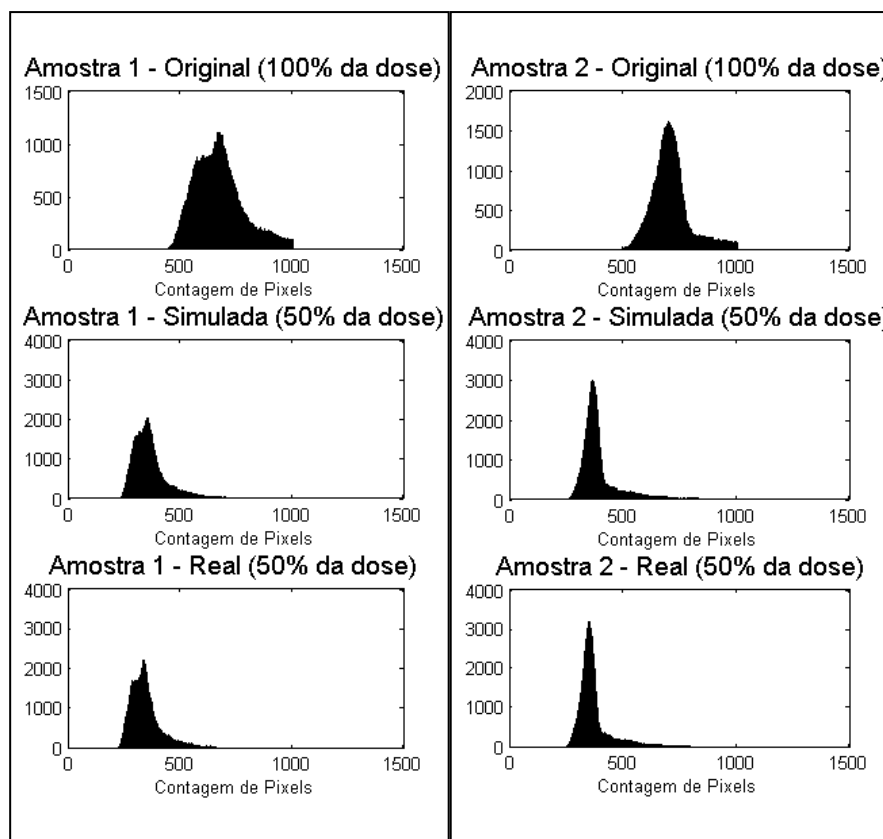 Amostra 1 - Original (100% da dose)
1500
1000
500
0
0 500 1000 1500
Contagem de Pixels
Amostra 1 - Simulada (50% da dose)
4000
3000
2000
1000
0
0 500 1000 1500
Contagem de Pixels
Amostra 1 - Real (50% da dose)
4000
3000
2000
1000
0
0 500 1000 1500
Contagem de Pixels
Amostra 2 - Original (100% da dose)
2000
1500
1000
500
0
0 500 1000 1500
Contagem de Pixels
Amostra 2 - Simulada (50% da dose)
4000
3000
2000
1000
0
0 500 1000 1500
Contagem de Pixels
Amostra 2 - Real (50% da dose)
4000
3000
2000
1000
0
0 500 1000 1500
Contagem de Pixels